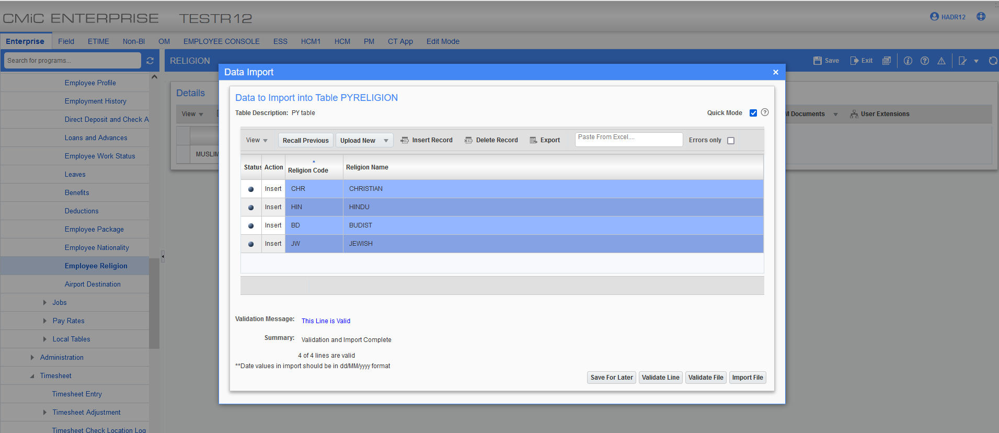 CMiC ENTERPRISE TESTR12
HADR12
Enterprise Field ETIME Non-BI OM EMPLOYEE CONSOLE ESS HCM1 HCM PM CT App Edit Mode
Search for programs...
RELIGION
Save Exit
Employee Profile
Employment History
Direct Deposit and Check A
Loans and Advances
Employee Work Status
Leaves
Benefits
Deductions
Employee Package
Employee Nationality
Employee Religion
Airport Destination
Jobs
Pay Rates
Local Tables
Administration
Timesheet
Timesheet Entry
Timesheet Adjustment
Timesheet Check Location Log
Details
View
M Documents User Extensions
MUSLIM
Data Import
Data to Import into Table PYRELIGION
Table Description: PY table
Quick Mode
View Recall Previous Upload New Insert Record Delete Record Export Paste From Excel.... Errors only
Status Action * Religion Code Religion Name
Insert CHR CHRISTIAN
Insert HIN HINDU
Insert BD BUDIST
Insert JW JEWISH
Validation Message: This Line is Valid
Summary: Validation and Import Complete
4 of 4 lines are valid
**Date values in import should be in dd/MM/yyyy format
Save For Later Validate Line Validate File Import File